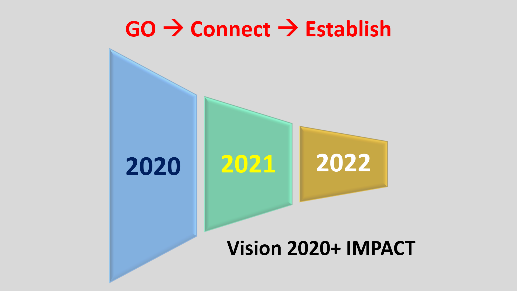 GO → Connect → Establish
2020
2021
2022
Vision 2020+ IMPACT